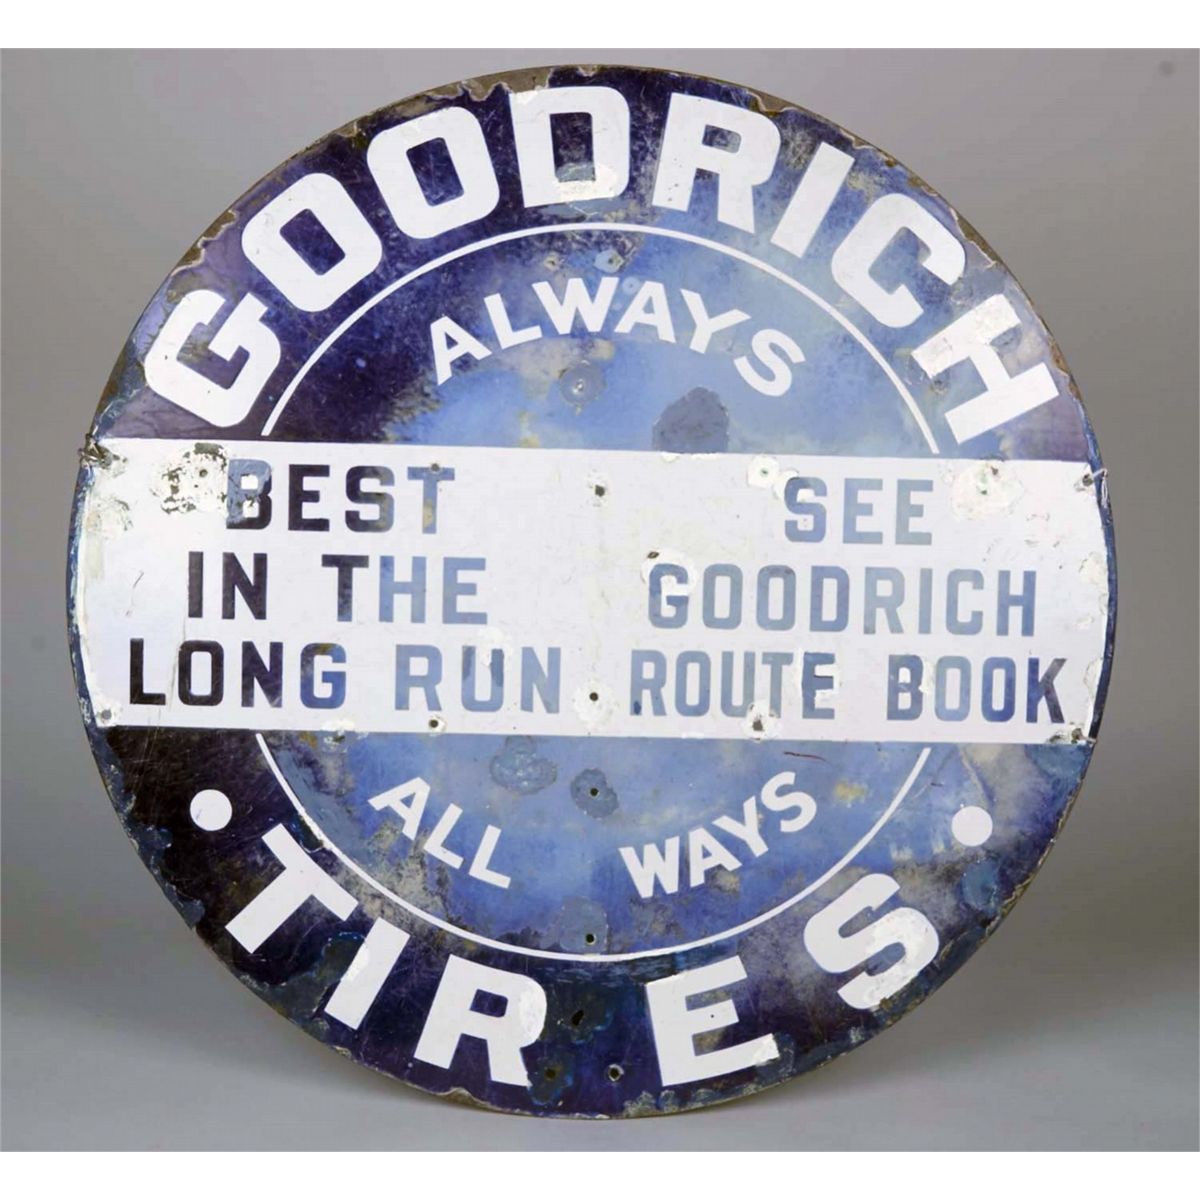 GOODRICH
ALWAYS
BEST
IN THE
LONG RUN
SEE
GOODRICH
ROUTE BOOK
ALL WAYS
• TIRES •